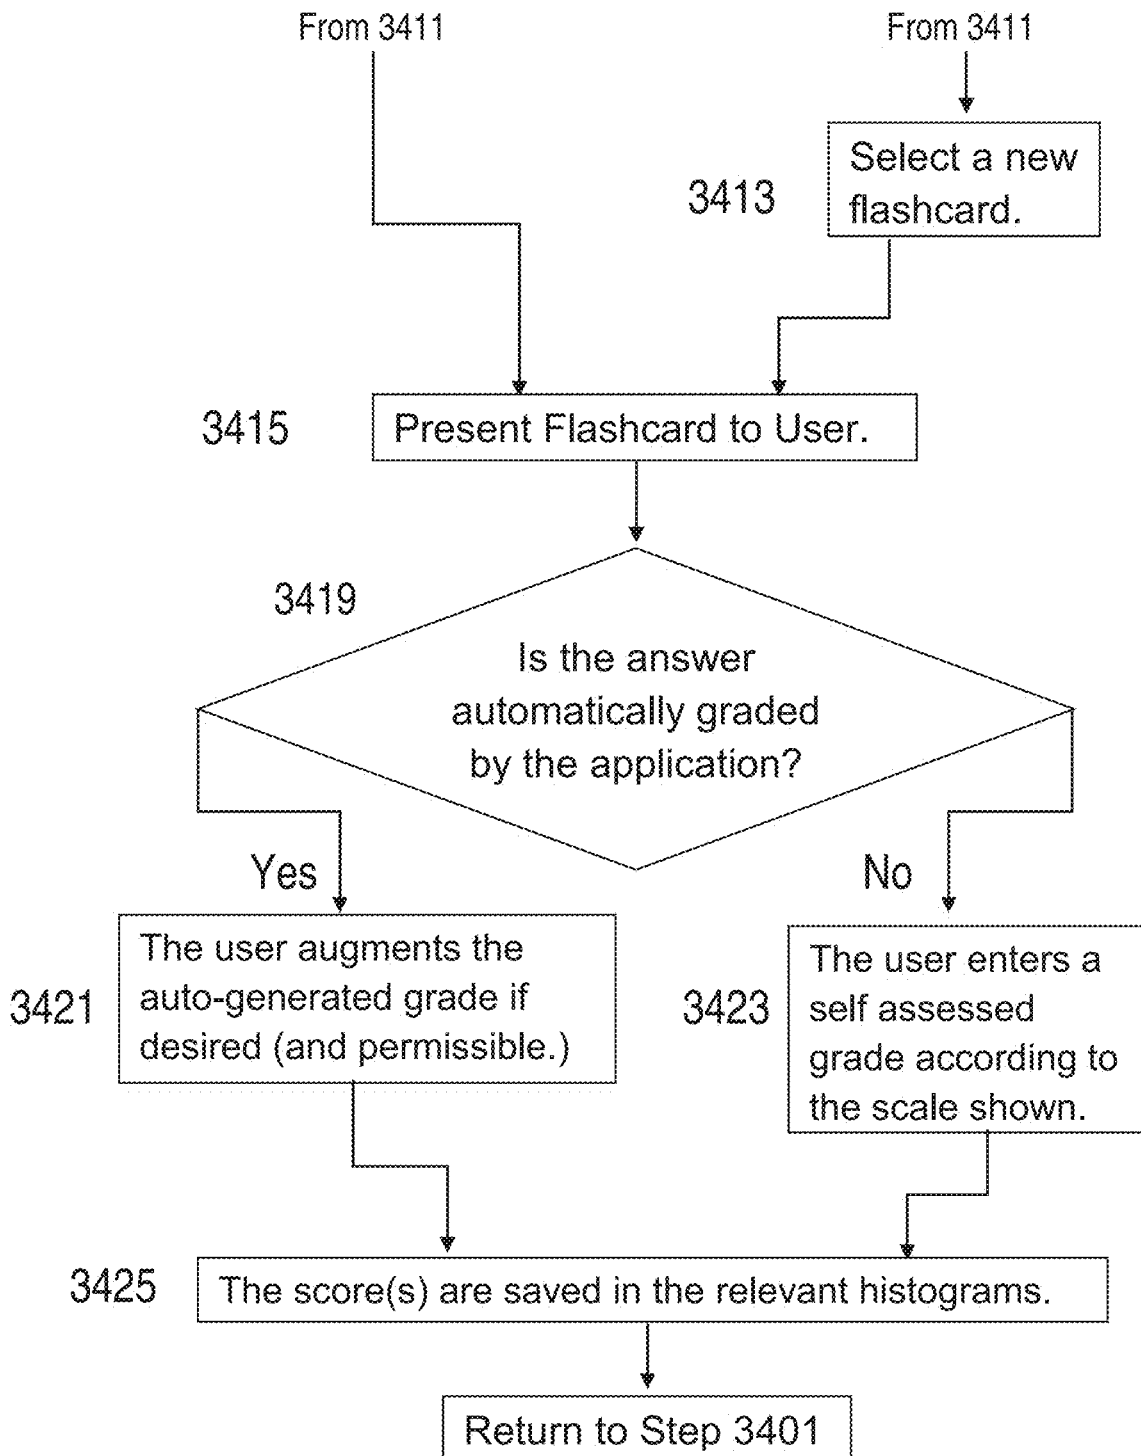 From 3411
From 3411
3413
Select a new
flashcard.
3415
Present Flashcard to User.
3419
Is the answer
automatically graded
by the application?
Yes
No
3421
The user augments the
auto-generated grade if
desired (and permissible.)
3423
The user enters a
self assessed
grade according to
the scale shown.
3425
The score(s) are saved in the relevant histograms.
Return to Step 3401